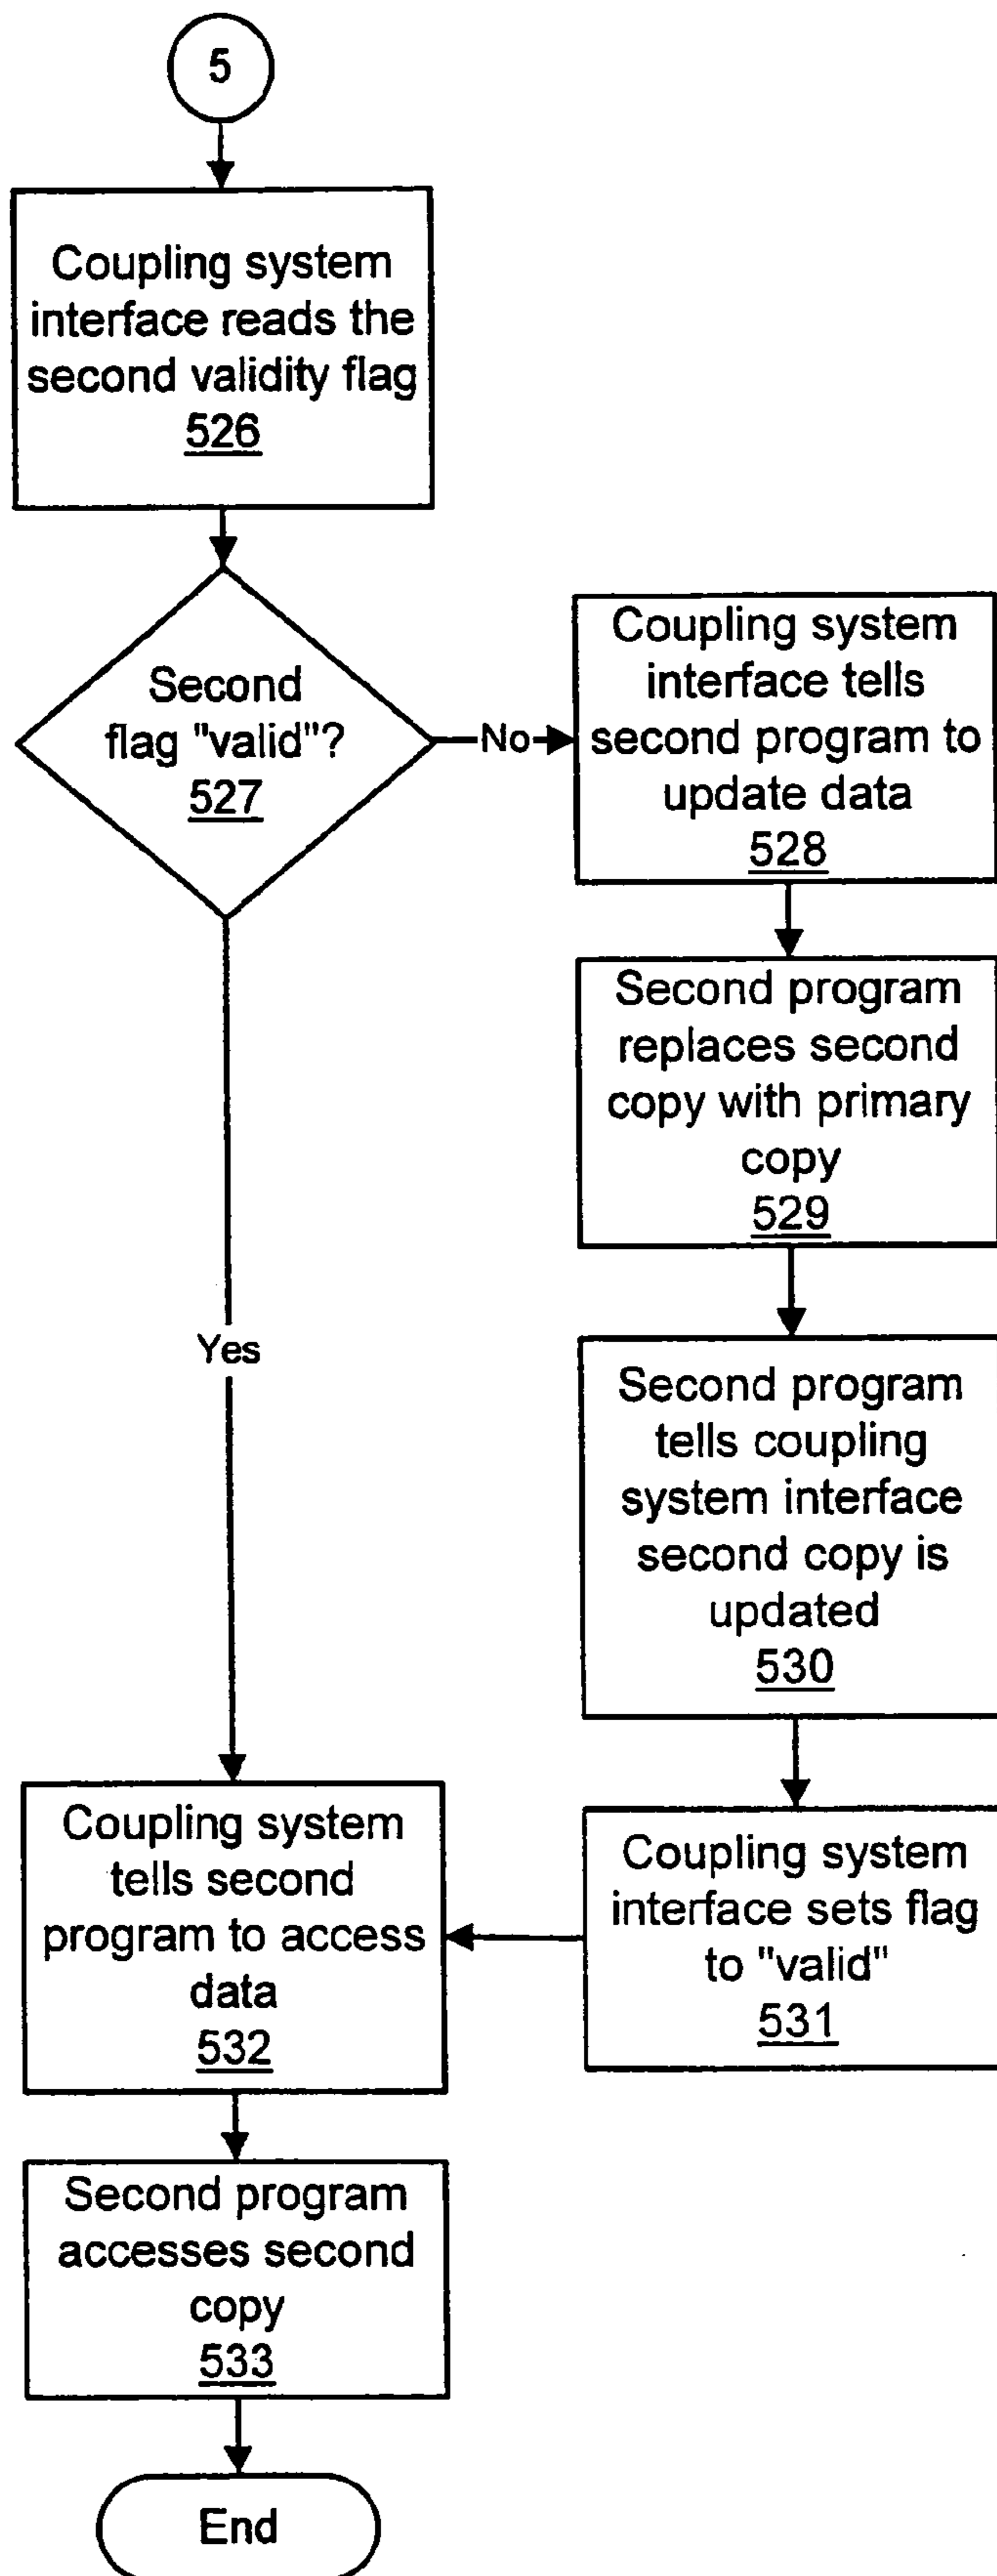 5
Coupling system
interface reads the
second validity flag
526
Second
flag "valid"?
527
No
Coupling system
interface tells
second program to
update data
528
Second program
replaces second
copy with primary
copy
529
Second program
tells coupling
system interface
second copy is
updated
530
Coupling system
interface sets flag
to "valid"
531
Yes
Coupling system
tells second
program to access
data
532
Second program
accesses second
copy
533
End